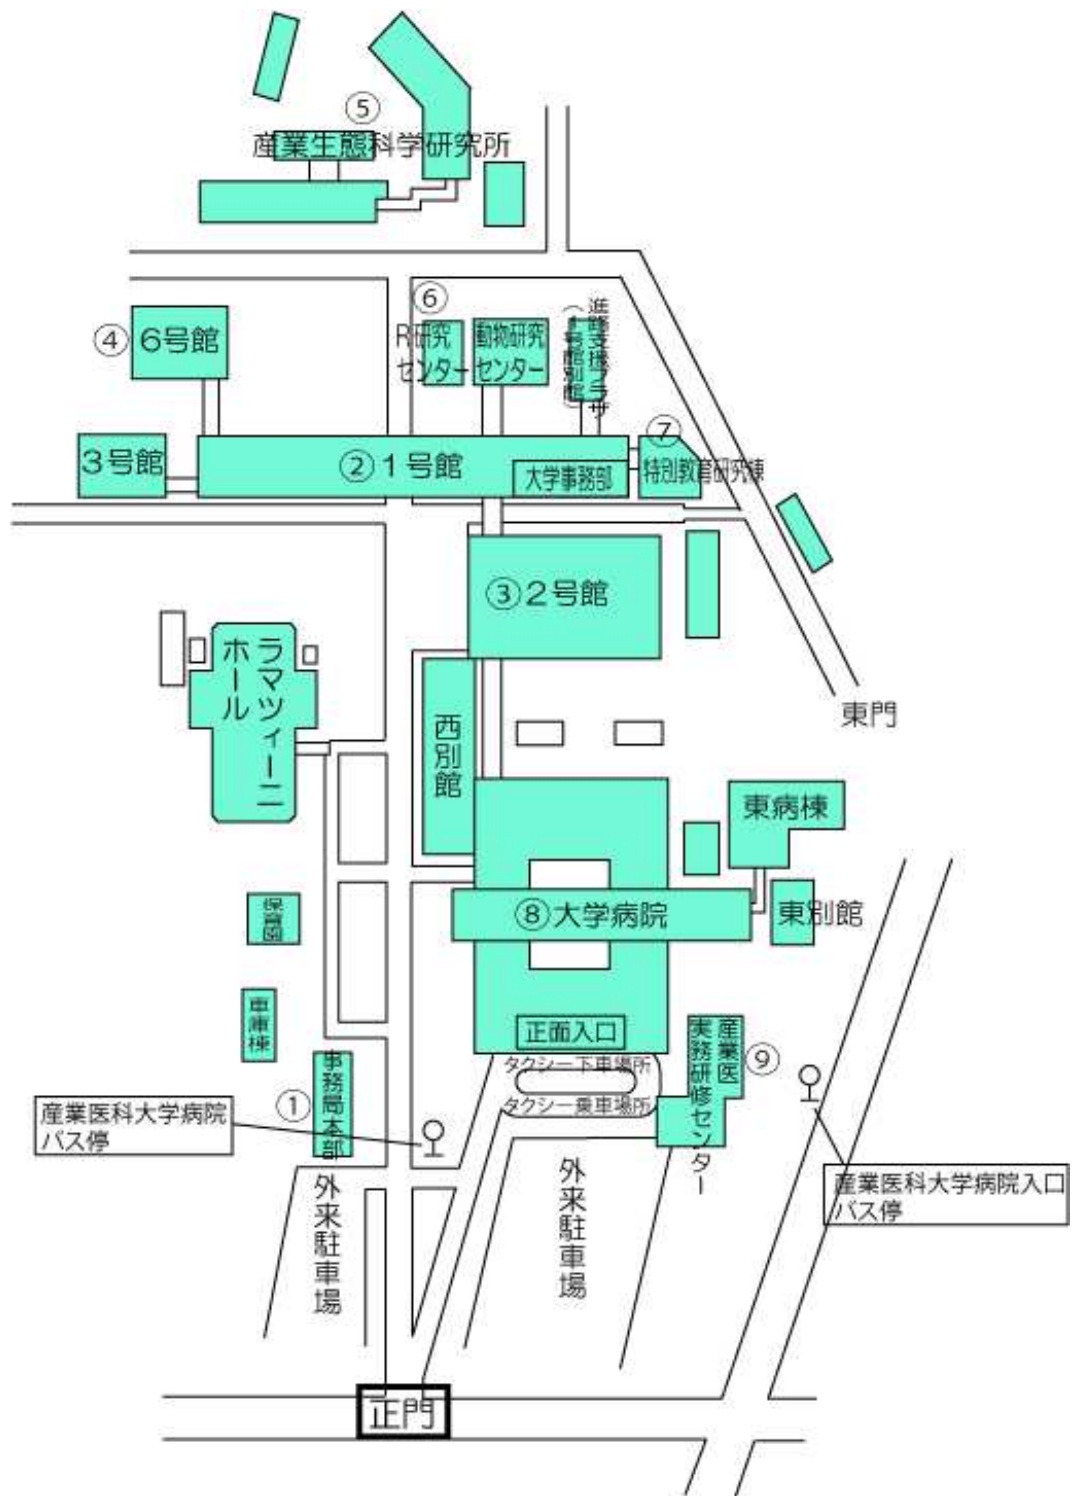 ⑤
産業生態科学研究所
⑥
進路支援プラザ
(1号館別館)
④6号館
R研究
センター
動物研究
センター
3号館
②1号館
大学事務部
⑦
特別教育研究棟
③2号館
ラマツィーニ
ホール
西別館
東門
東病棟
⑧大学病院
東別館
保育園
車庫棟
正面入口
タクシー下車場所
タクシー乗車場所
産業医
実務研修センター
⑨
①
事務局本部
産業医科大学病院
バス停
産業医科大学病院入口
バス停
外来駐車場
外来駐車場
正門